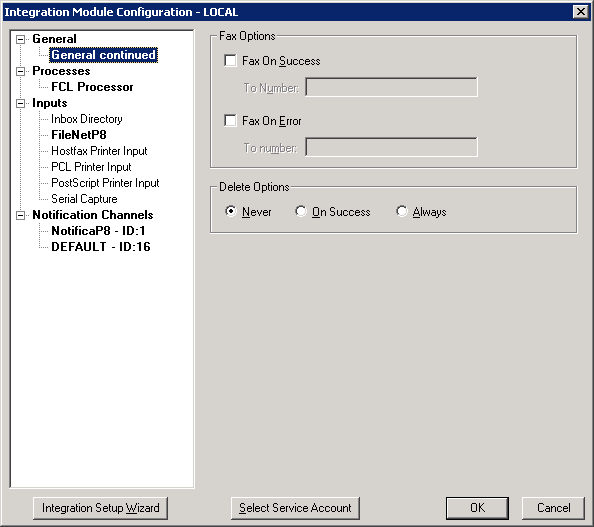 Integration Module Configuration - LOCAL
General
General continued
Processes
FCL Processor
Inputs
Inbox Directory
FileNetP8
Hostfax Printer Input
PCL Printer Input
PostScript Printer Input
Serial Capture
Notification Channels
NotificaP8 - ID:1
DEFAULT - ID:16
Fax Options
Fax On Success
To Number:
Fax On Error
To number:
Delete Options
Never On Success Always
Integration Setup Wizard Select Service Account OK Cancel